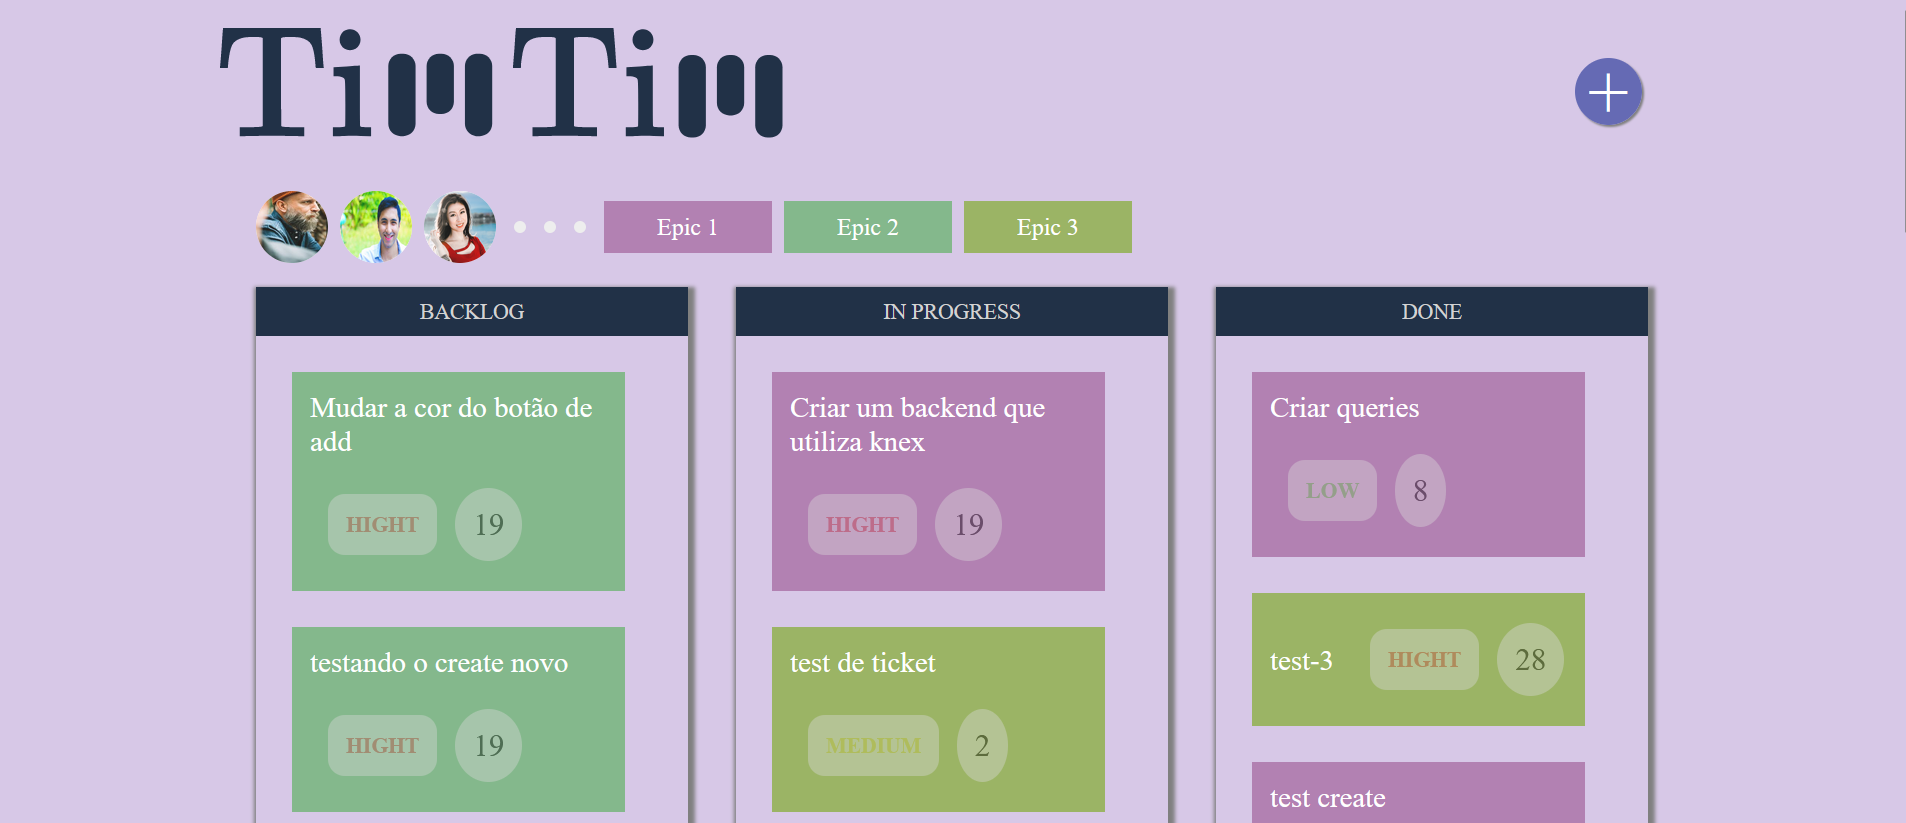 TimTim
Epic 1 Epic 2 Epic 3
BACKLOG
Mudar a cor do botão de
add
HIGHT 19
testando o create novo
HIGHT 19
IN PROGRESS
Criar um backend que
utiliza knex
HIGHT 19
test de ticket
MEDIUM 2
DONE
Criar queries
LOW 8
test-3 HIGHT 28
test create